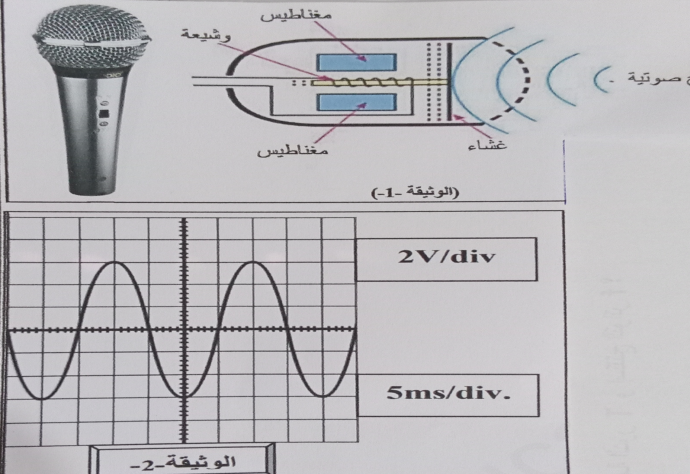 مغناطيس
وشيعة
صوتية
مغناطيس
غشاء
(الوثيقة -1-)
2V/div
5ms/div.
الوثيقة-2-